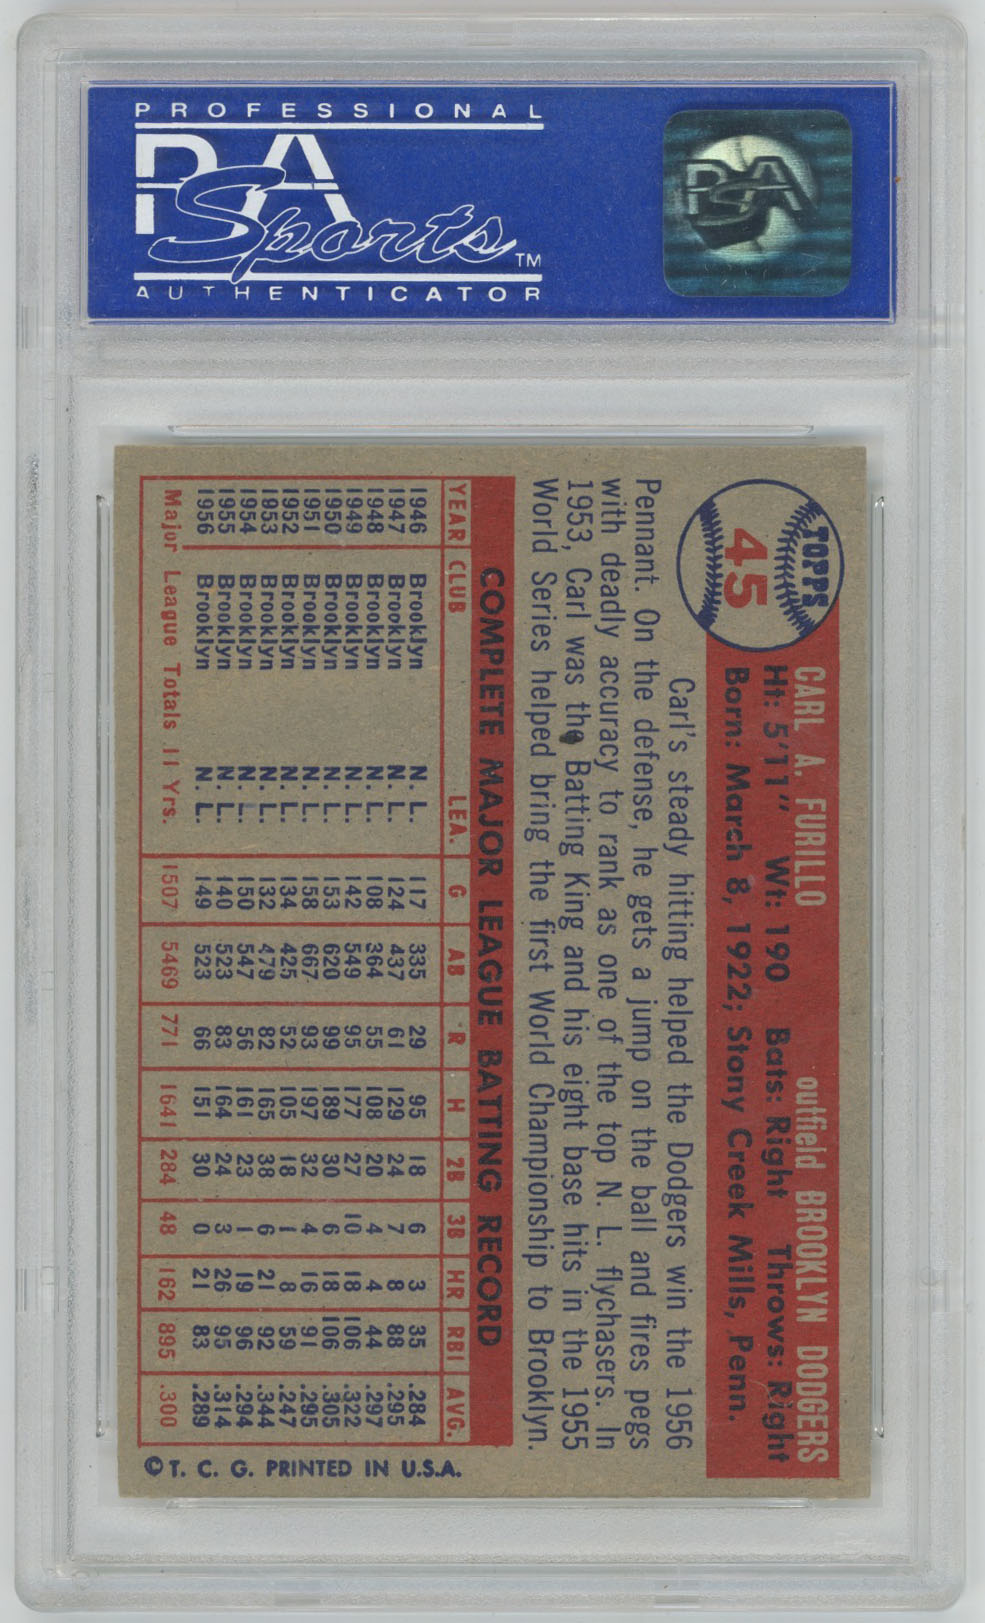 PROFESSIONAL
PSA
Sports™
AUTHENTICATOR
PSA
TOPPS
45
CARL A. FURILLO outfield BROOKLYN DODGERS
Ht: 5'11" Wt: 190 Bats: Right Throws: Right
Born: March 8, 1922; Stony Creek Mills, Penn.
Carl's steady hitting helped the Dodgers win the 1956
Pennant. On the defense, he gets a jump on the ball and fires pegs
with deadly accuracy to rank as one of the top N. L. flychasers. In
1953, Carl was the Batting King and his eight base hits in the 1955
World Series helped bring the first World Championship to Brooklyn.
COMPLETE MAJOR LEAGUE BATTING RECORD
YEAR CLUB LEA. G AB R H 2B 3B HR RBI AVG.
1946 Brooklyn N. L. 117 335 29 95 18 6 3 35 .284
1947 Brooklyn N. L. 124 437 61 129 24 7 8 88 .295
1948 Brooklyn N. L. 108 364 55 108 20 4 4 44 .297
1949 Brooklyn N. L. 142 549 95 177 27 10 18 106 .322
1950 Brooklyn N. L. 153 620 99 189 30 6 18 106 .305
1951 Brooklyn N. L. 158 667 93 197 32 4 16 91 .295
1952 Brooklyn N. L. 134 425 52 105 18 1 8 59 .247
1953 Brooklyn N. L. 132 479 82 165 38 6 21 92 .344
1954 Brooklyn N. L. 150 547 56 161 23 1 19 96 .294
1955 Brooklyn N. L. 140 523 83 164 24 3 26 95 .314
1956 Brooklyn N. L. 149 523 66 151 30 0 21 83 .289
Major League Totals 11 Yrs. 1507 5469 771 1641 284 48 162 895 .300
© T. C. G. PRINTED IN U.S.A.